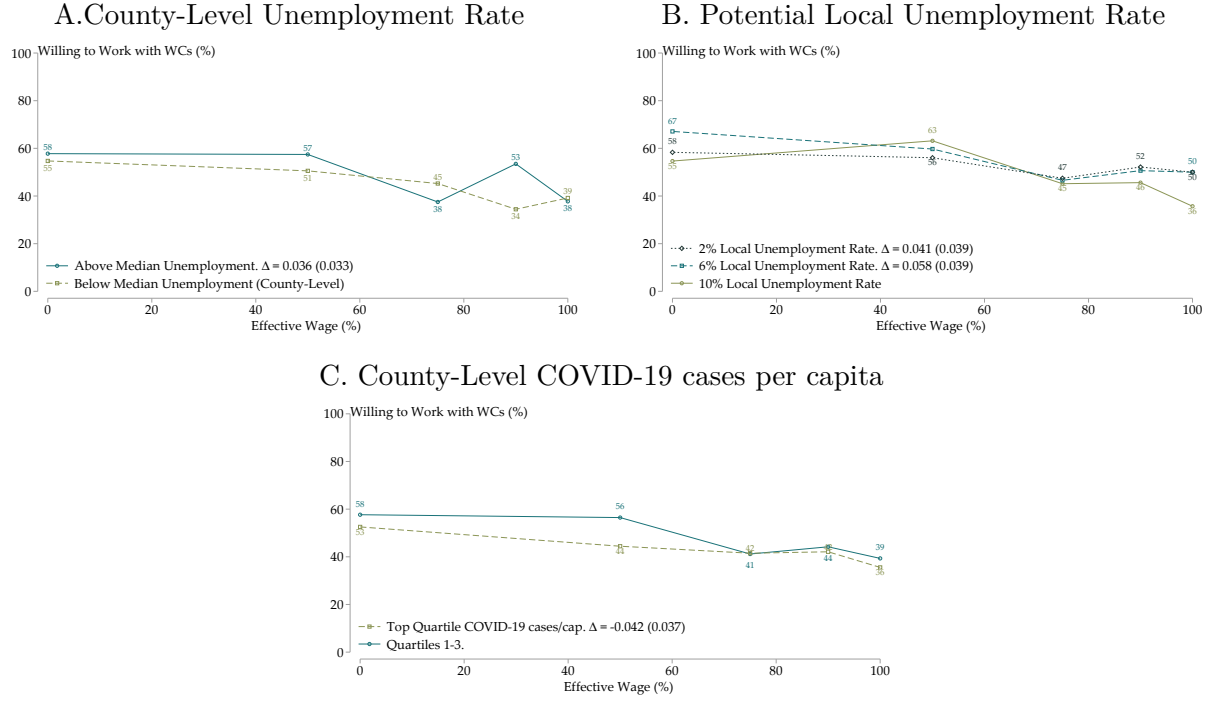 A.County-Level Unemployment Rate
Willing to Work with WCs (%)
100
80
60
40
20
0
58
57
38
53
38
55
51
45
34
39
Above Median Unemployment. Δ = 0.036 (0.033)
Below Median Unemployment (County-Level)
0 20 40 60 80 100
Effective Wage (%)
B. Potential Local Unemployment Rate
Willing to Work with WCs (%)
100
80
60
40
20
0
67
58
55
63
56
47
45
52
46
50
50
36
2% Local Unemployment Rate. Δ = 0.041 (0.039)
6% Local Unemployment Rate. Δ = 0.058 (0.039)
10% Local Unemployment Rate
0 20 40 60 80 100
Effective Wage (%)
C. County-Level COVID-19 cases per capita
Willing to Work with WCs (%)
100
80
60
40
20
0
58
53
56
44
42
41
44
39
36
Top Quartile COVID-19 cases/cap. Δ = -0.042 (0.037)
Quartiles 1-3.
0 20 40 60 80 100
Effective Wage (%)